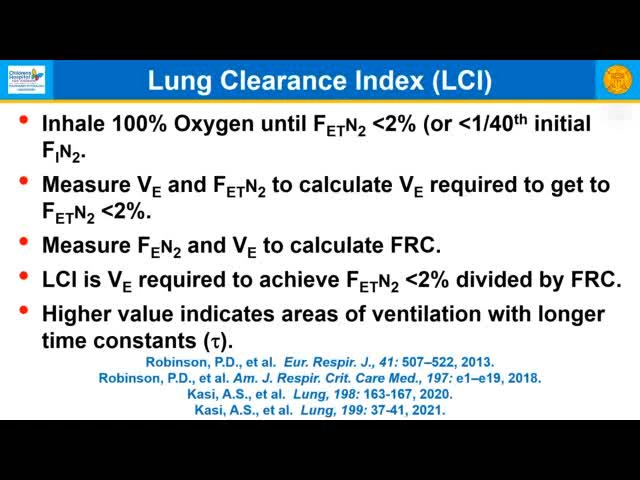 Childrens
Hospital
LOS ANGELES
Lung Clearance Index (LCI)
• Inhale 100% Oxygen until FETN2 <2% (or <1/40th initial
FIN2.
• Measure VE and FETN2 to calculate VE required to get to
FETN2 <2%.
• Measure FEN2 and VE to calculate FRC.
• LCI is VE required to achieve FETN2 <2% divided by FRC.
• Higher value indicates areas of ventilation with longer
time constants (τ).
Robinson, P.D., et al. Eur. Respir. J., 41: 507–522, 2013.
Robinson, P.D., et al. Am. J. Respir. Crit. Care Med., 197: e1–e19, 2018.
Kasi, A.S., et al. Lung, 198: 163-167, 2020.
Kasi, A.S., et al. Lung, 199: 37-41, 2021.